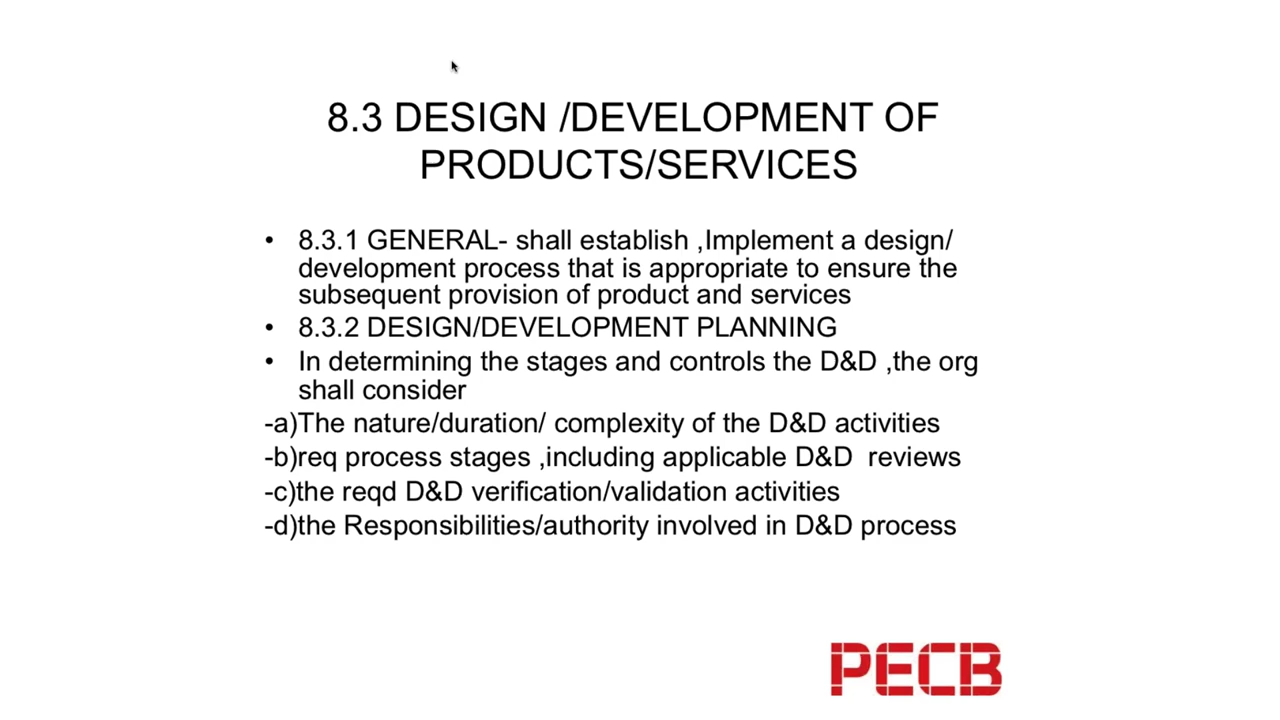 8.3 DESIGN /DEVELOPMENT OF
PRODUCTS/SERVICES
• 8.3.1 GENERAL- shall establish ,Implement a design/
development process that is appropriate to ensure the
subsequent provision of product and services
• 8.3.2 DESIGN/DEVELOPMENT PLANNING
• In determining the stages and controls the D&D ,the org
shall consider
-a)The nature/duration/ complexity of the D&D activities
-b)req process stages ,including applicable D&D  reviews
-c)the reqd D&D verification/validation activities
-d)the Responsibilities/authority involved in D&D process
PECB